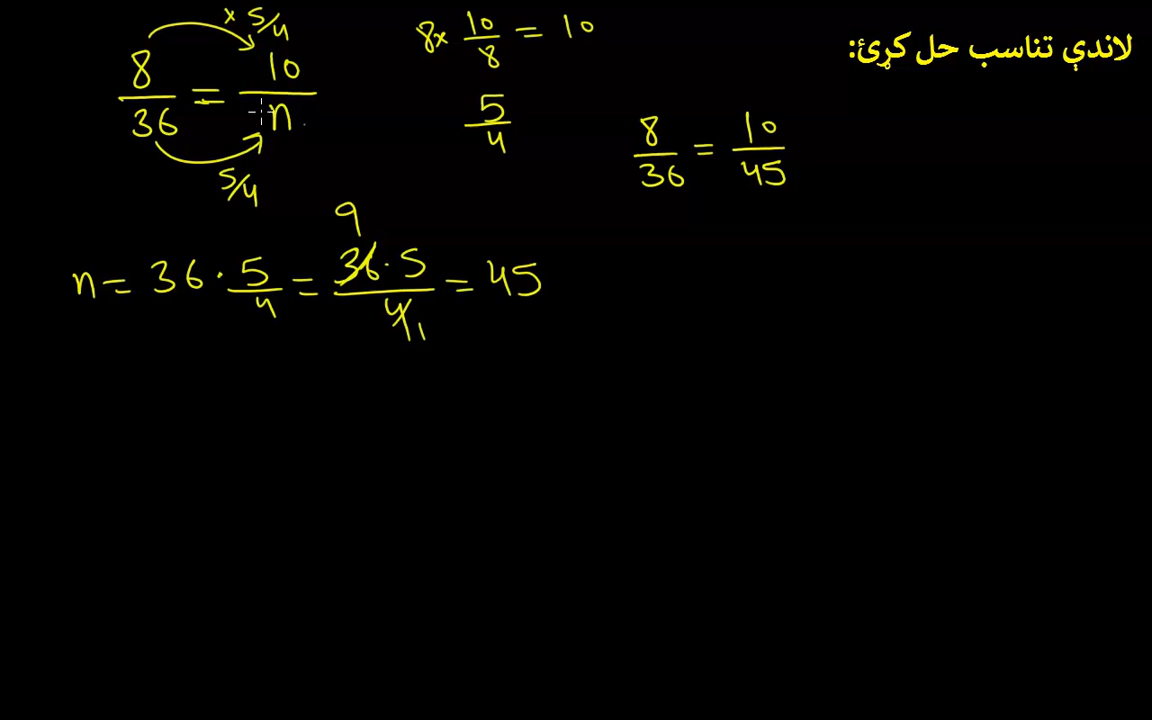 لاندې تناسب حل کړئ:
8/36 = 10/n
× 5/4
5/4
8 × 10/8 = 10
5/4
8/36 = 10/45
n = 36 · 5/4 = 36 · 5/4 = 45
9
1